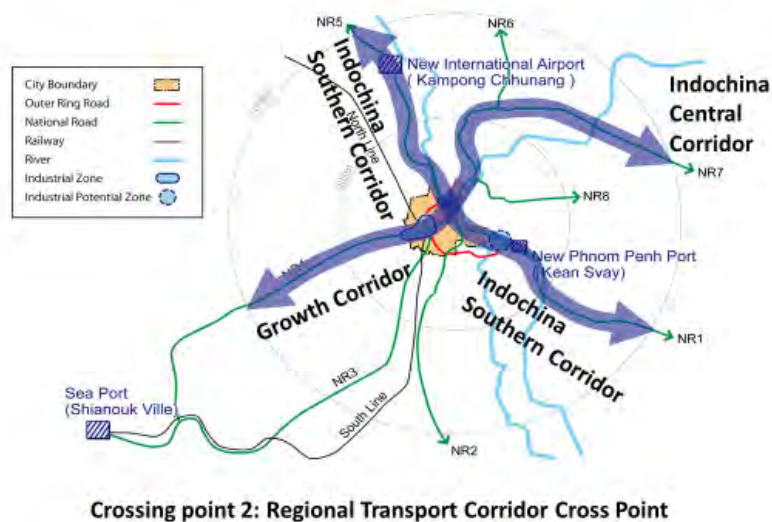 NR5
NR6
Indochina
Southern Corridor
New International Airport
( Kampong Chhunang )
Indochina
Central
Corridor
City Boundary
Outer Ring Road
National Road
Railway
River
Industrial Zone
Industrial Potential Zone
North Line
NR7
NR8
New Phnom Penh Port
( Kean Svay)
Growth Corridor
Indochina
Southern Corridor
NR1
NR3
Sea Port
(Shianouk Ville)
South Line
NR2
Crossing point 2: Regional Transport Corridor Cross Point